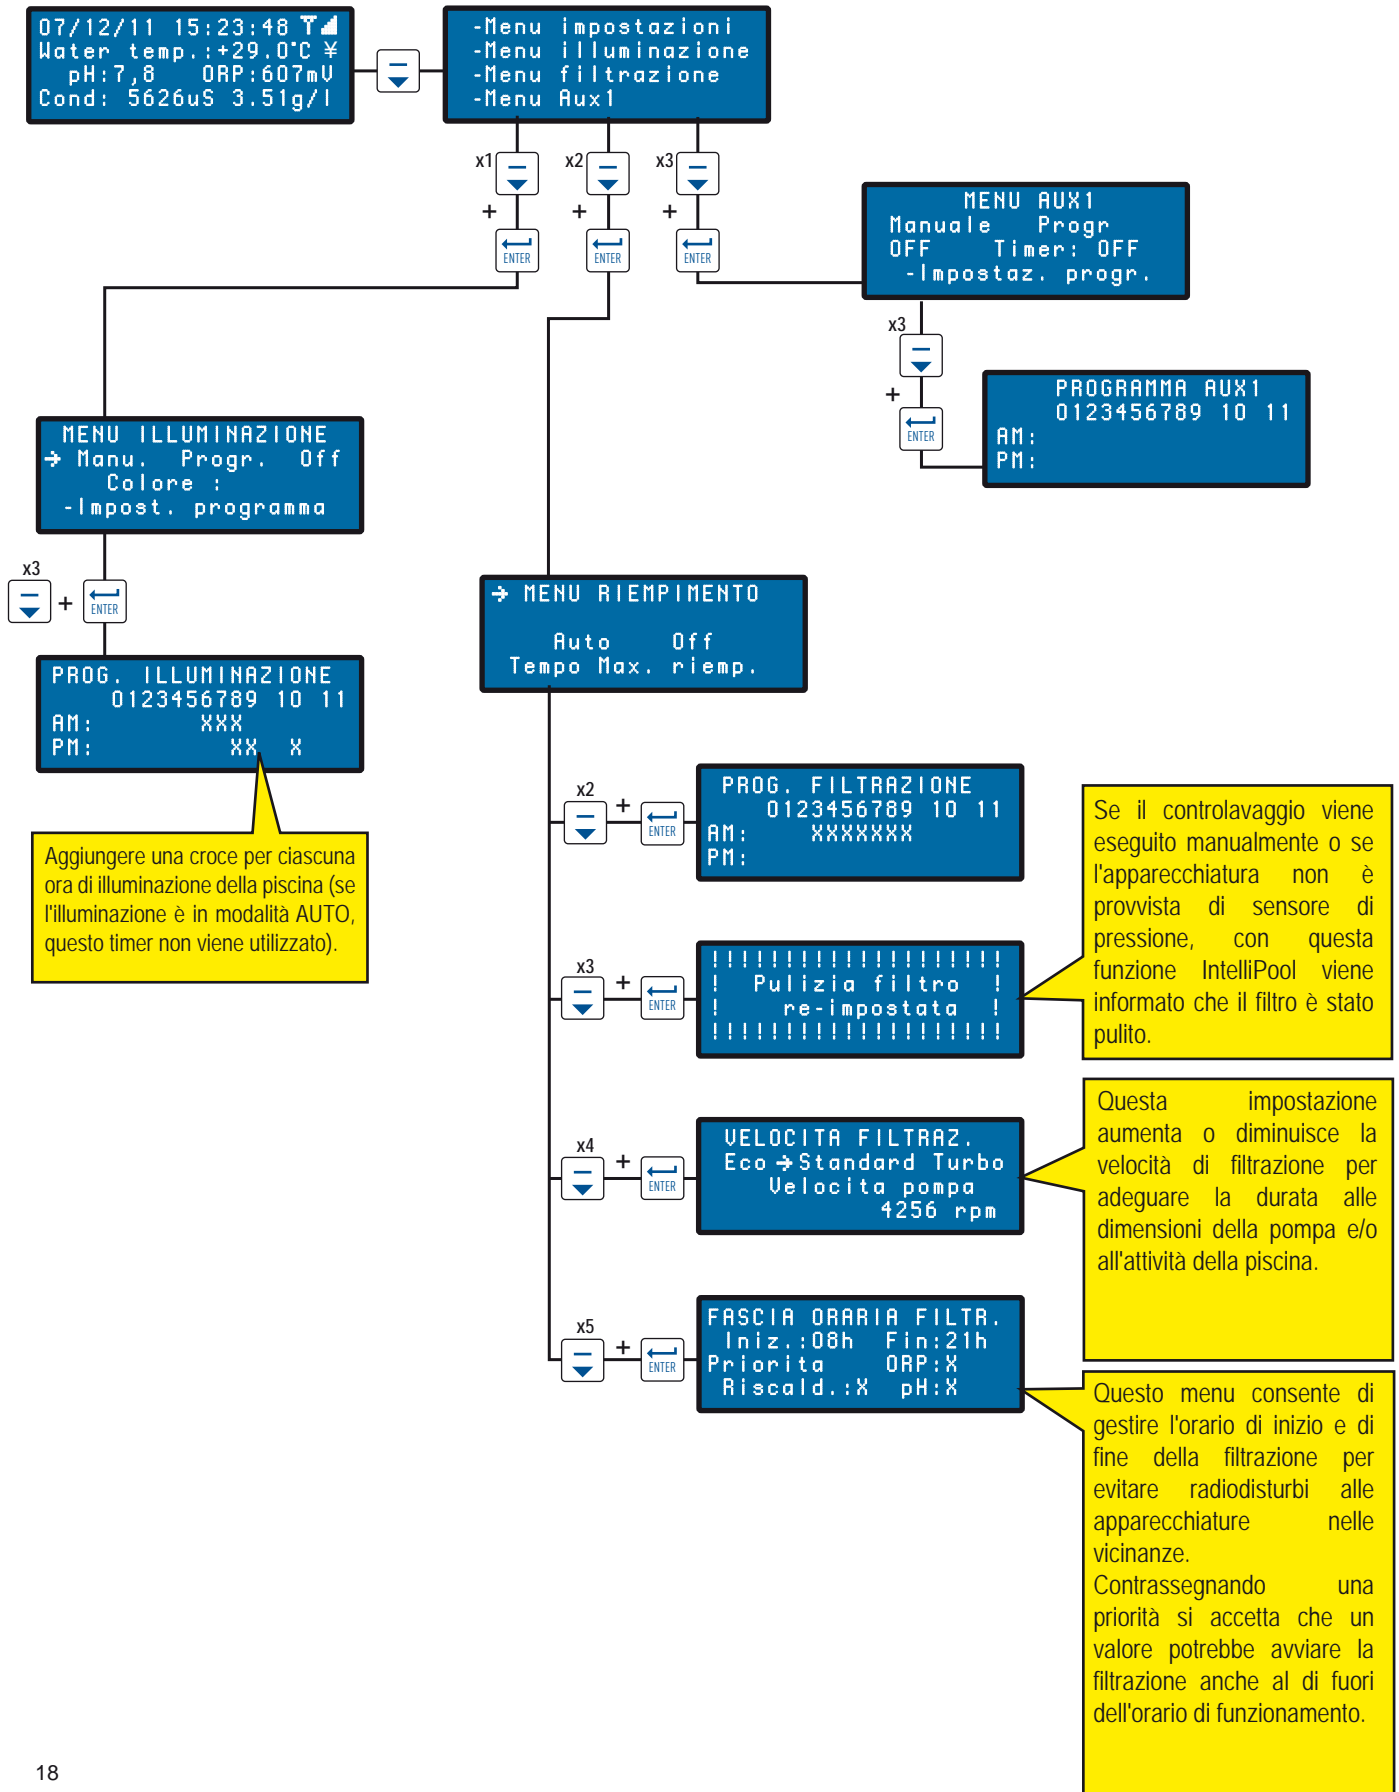 07/12/11 15:23:48
Water temp.:+29.0°C ¥
pH:7,8 ORP:607mV
Cond: 5626uS 3.51g/l
-Menu impostazioni
-Menu illuminazione
-Menu filtrazione
-Menu Aux1
x1
x2
x3
+
+
+
ENTER
ENTER
ENTER
MENU AUX1
Manuale Progr
OFF Timer: OFF
-Impostaz. progr.
x3
+
ENTER
PROGRAMMA AUX1
0123456789 10 11
AM:
PM:
MENU ILLUMINAZIONE
→ Manu. Progr. Off
Colore :
-Impost. programma
x3
+
ENTER
PROG. ILLUMINAZIONE
0123456789 10 11
AM: XXX
PM: XX X
Aggiungere una croce per ciascuna
ora di illuminazione della piscina (se
l'illuminazione è in modalità AUTO,
questo timer non viene utilizzato).
→ MENU RIEMPIMENTO
Auto Off
Tempo Max. riemp.
x2
+
ENTER
PROG. FILTRAZIONE
0123456789 10 11
AM: XXXXXXX
PM:
Se il controlavaggio viene
eseguito manualmente o se
l'apparecchiatura non è
provvista di sensore di
pressione, con questa
funzione IntelliPool viene
informato che il filtro è stato
pulito.
x3
+
ENTER
!!!!!!!!!!!!!!!!!!!!
! Pulizia filtro !
! re-impostata !
!!!!!!!!!!!!!!!!!!!!
x4
+
ENTER
VELOCITA FILTRAZ.
Eco →Standard Turbo
Velocita pompa
4256 rpm
Questa impostazione
aumenta o diminuisce la
velocità di filtrazione per
adeguare la durata alle
dimensioni della pompa e/o
all'attività della piscina.
x5
+
ENTER
FASCIA ORARIA FILTR.
Iniz.:08h Fin:21h
Priorita ORP:X
Riscald.:X pH:X
Questo menu consente di
gestire l'orario di inizio e di
fine della filtrazione per
evitare radiodisturbi alle
apparecchiature nelle
vicinanze.
Contrassegnando una
priorità si accetta che un
valore potrebbe avviare la
filtrazione anche al di fuori
dell'orario di funzionamento.
18